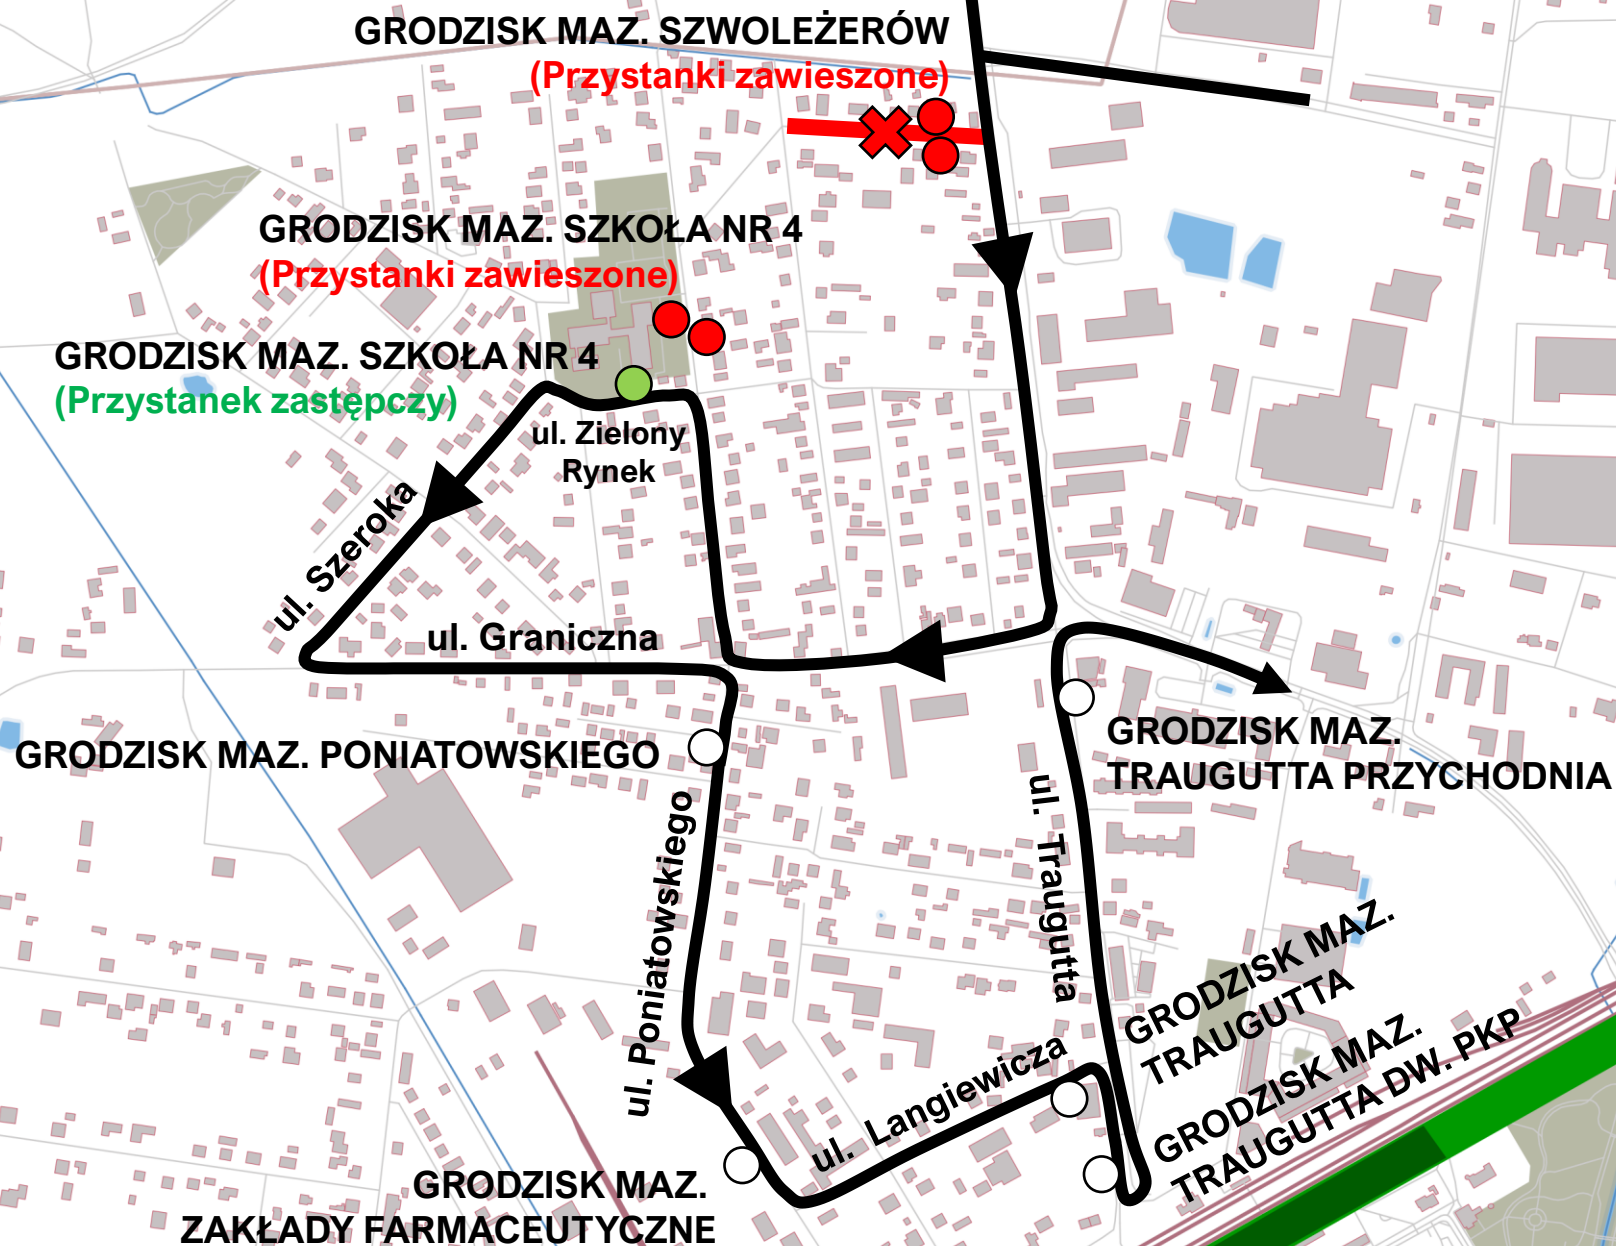 GRODZISK MAZ. SZWOLEŻERÓW
(Przystanki zawieszone)
GRODZISK MAZ. SZKOŁA NR 4
(Przystanki zawieszone)
GRODZISK MAZ. SZKOŁA NR 4
(Przystanek zastępczy)
ul. Zielony
Rynek
ul. Szeroka
ul. Graniczna
GRODZISK MAZ. PONIATOWSKIEGO
GRODZISK MAZ.
TRAUGUTTA PRZYCHODNIA
ul. Poniatowskiego
ul. Traugutta
GRODZISK MAZ.
TRAUGUTTA
GRODZISK MAZ.
TRAUGUTTA DW. PKP
ul. Langiewicza
GRODZISK MAZ.
ZAKŁADY FARMACEUTYCZNE